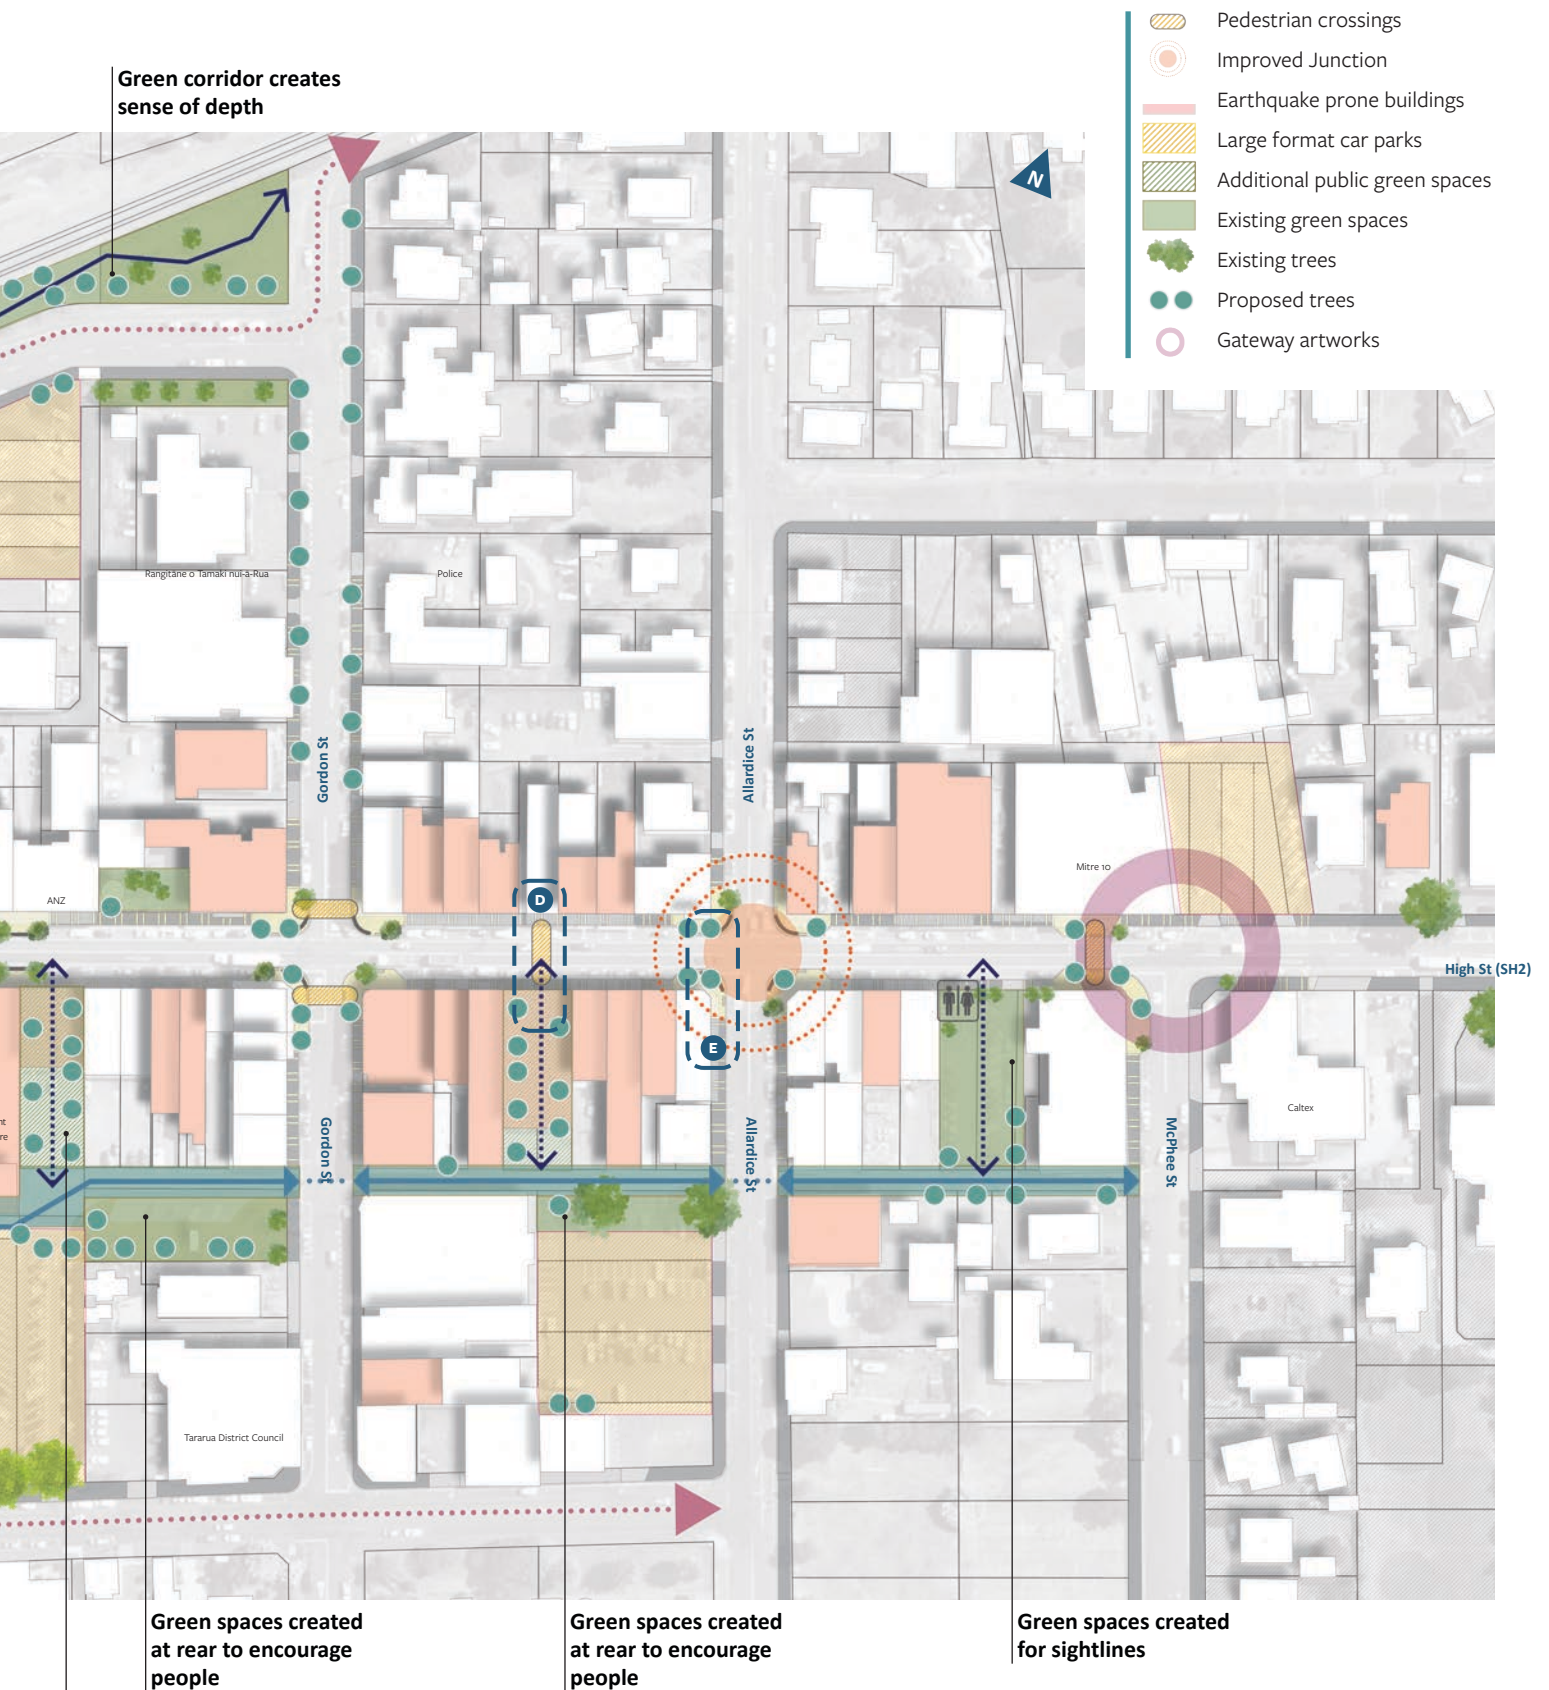 Pedestrian crossings
Improved Junction
Earthquake prone buildings
Large format car parks
Additional public green spaces
Existing green spaces
Existing trees
Proposed trees
Gateway artworks
Green corridor creates
sense of depth
N
Rangitāne o Tamaki nui-ā-Rua
Police
Gordon St
Allardice St
Mitre 10
ANZ
D
High St (SH2)
E
Gordon St
Allardice St
McPhee St
Caltex
nt
re
Tararua District Council
Green spaces created
at rear to encourage
people
Green spaces created
at rear to encourage
people
Green spaces created
for sightlines